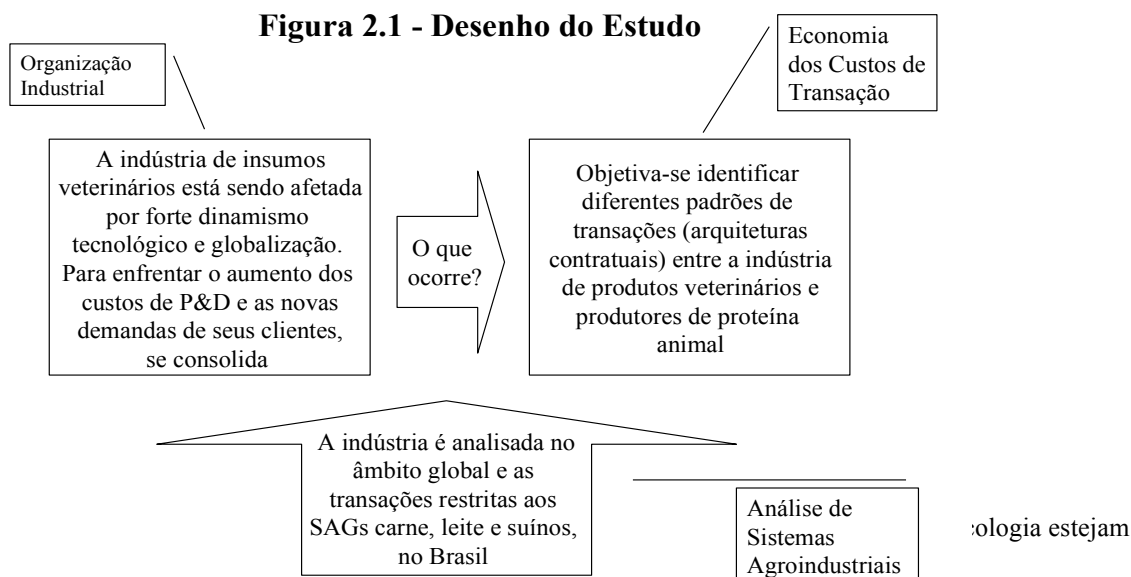 Figura 2.1 - Desenho do Estudo
Organização
Industrial
Economia
dos Custos de
Transação
A indústria de insumos
veterinários está sendo afetada
por forte dinamismo
tecnológico e globalização.
Para enfrentar o aumento dos
custos de P&D e as novas
demandas de seus clientes,
se consolida
O que
ocorre?
Objetiva-se identificar
diferentes padrões de
transações (arquiteturas
contratuais) entre a indústria
de produtos veterinários e
produtores de proteína
animal
A indústria é analisada no
âmbito global e as
transações restritas aos
SAGs carne, leite e suínos,
no Brasil
Análise de
Sistemas
Agroindustriais
estejam